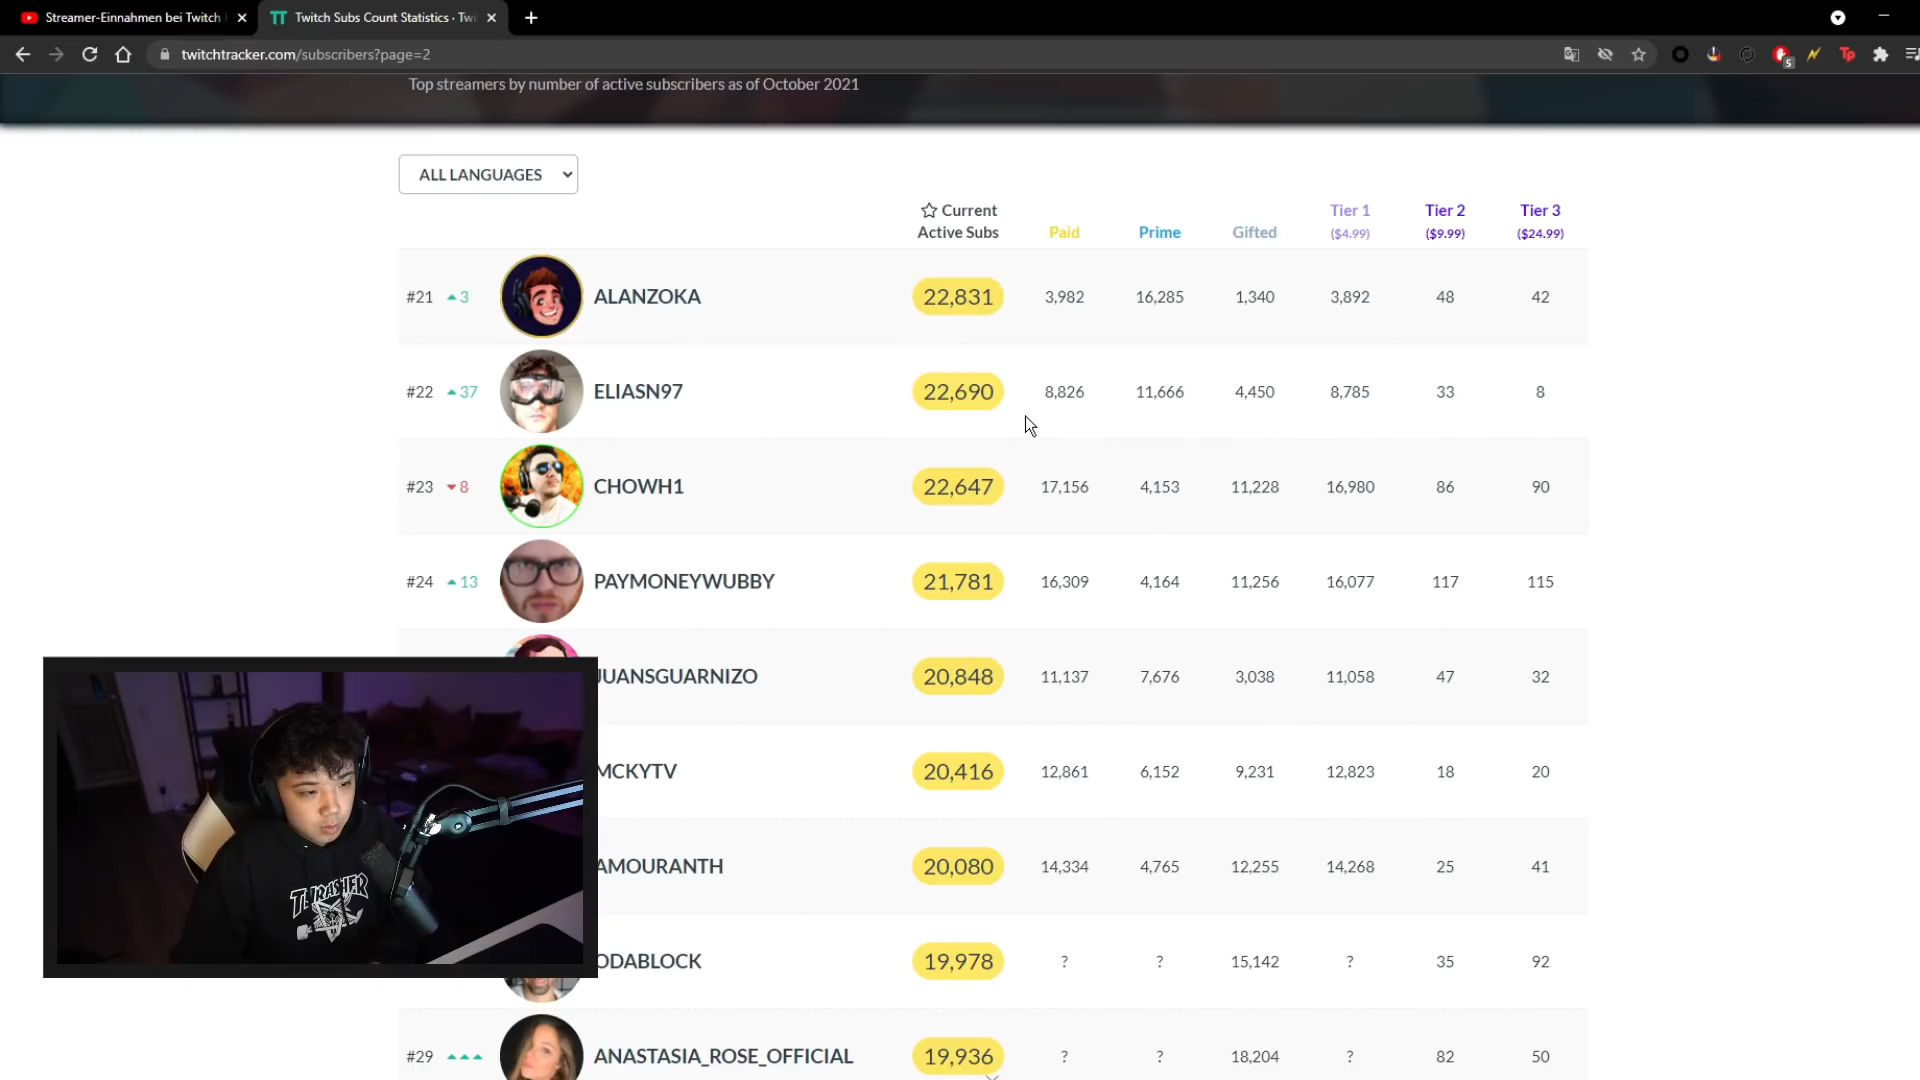 Streamer-Einnahmen bei Twitch
Twitch Subs Count Statistics · Twi
twitchtracker.com/subscribers?page=2
5
Tp
Top streamers by number of active subscribers as of October 2021
ALL LANGUAGES
Current Active Subs Paid Prime Gifted Tier 1 ($4.99) Tier 2 ($9.99) Tier 3 ($24.99)
#21 3 ALANZOKA 22,831 3,982 16,285 1,340 3,892 48 42
#22 37 ELIASN97 22,690 8,826 11,666 4,450 8,785 33 8
#23 8 CHOWH1 22,647 17,156 4,153 11,228 16,980 86 90
#24 13 PAYMONEYWUBBY 21,781 16,309 4,164 11,256 16,077 117 115
JUANSGUARNIZO 20,848 11,137 7,676 3,038 11,058 47 32
MCKYTV 20,416 12,861 6,152 9,231 12,823 18 20
AMOURANTH 20,080 14,334 4,765 12,255 14,268 25 41
ODABLOCK 19,978 ? ? 15,142 ? 35 92
#29 ANASTASIA_ROSE_OFFICIAL 19,936 ? ? 18,204 ? 82 50
THRASHER